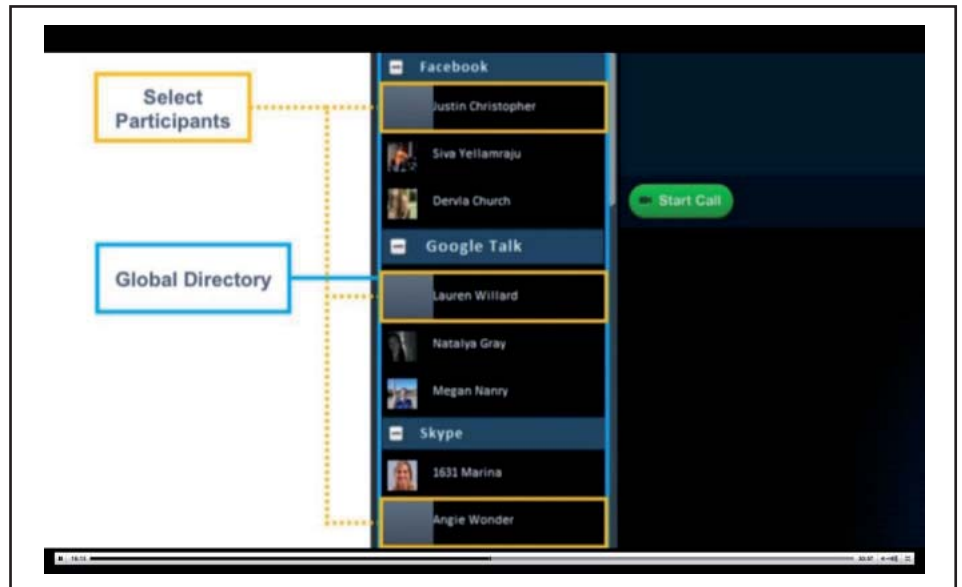 Select
Participants
Global Directory
Facebook
Justin Christopher
Siva Yellamraju
Dervla Church
Google Talk
Lauren Willard
Natalya Gray
Megan Nanry
Skype
1631 Marina
Angie Wonder
Start Call